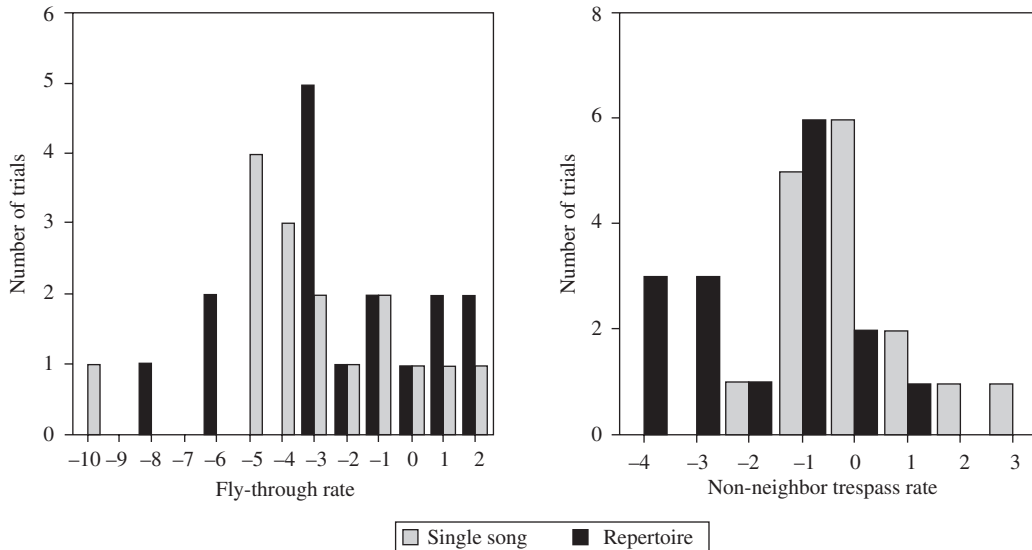 6
5
4
3
2
1
0
Number of trials
–10 –9 –8 –7 –6 –5 –4 –3 –2 –1 0 1 2
Fly-through rate
8
6
4
2
0
Number of trials
–4 –3 –2 –1 0 1 2 3
Non-neighbor trespass rate
Single song Repertoire